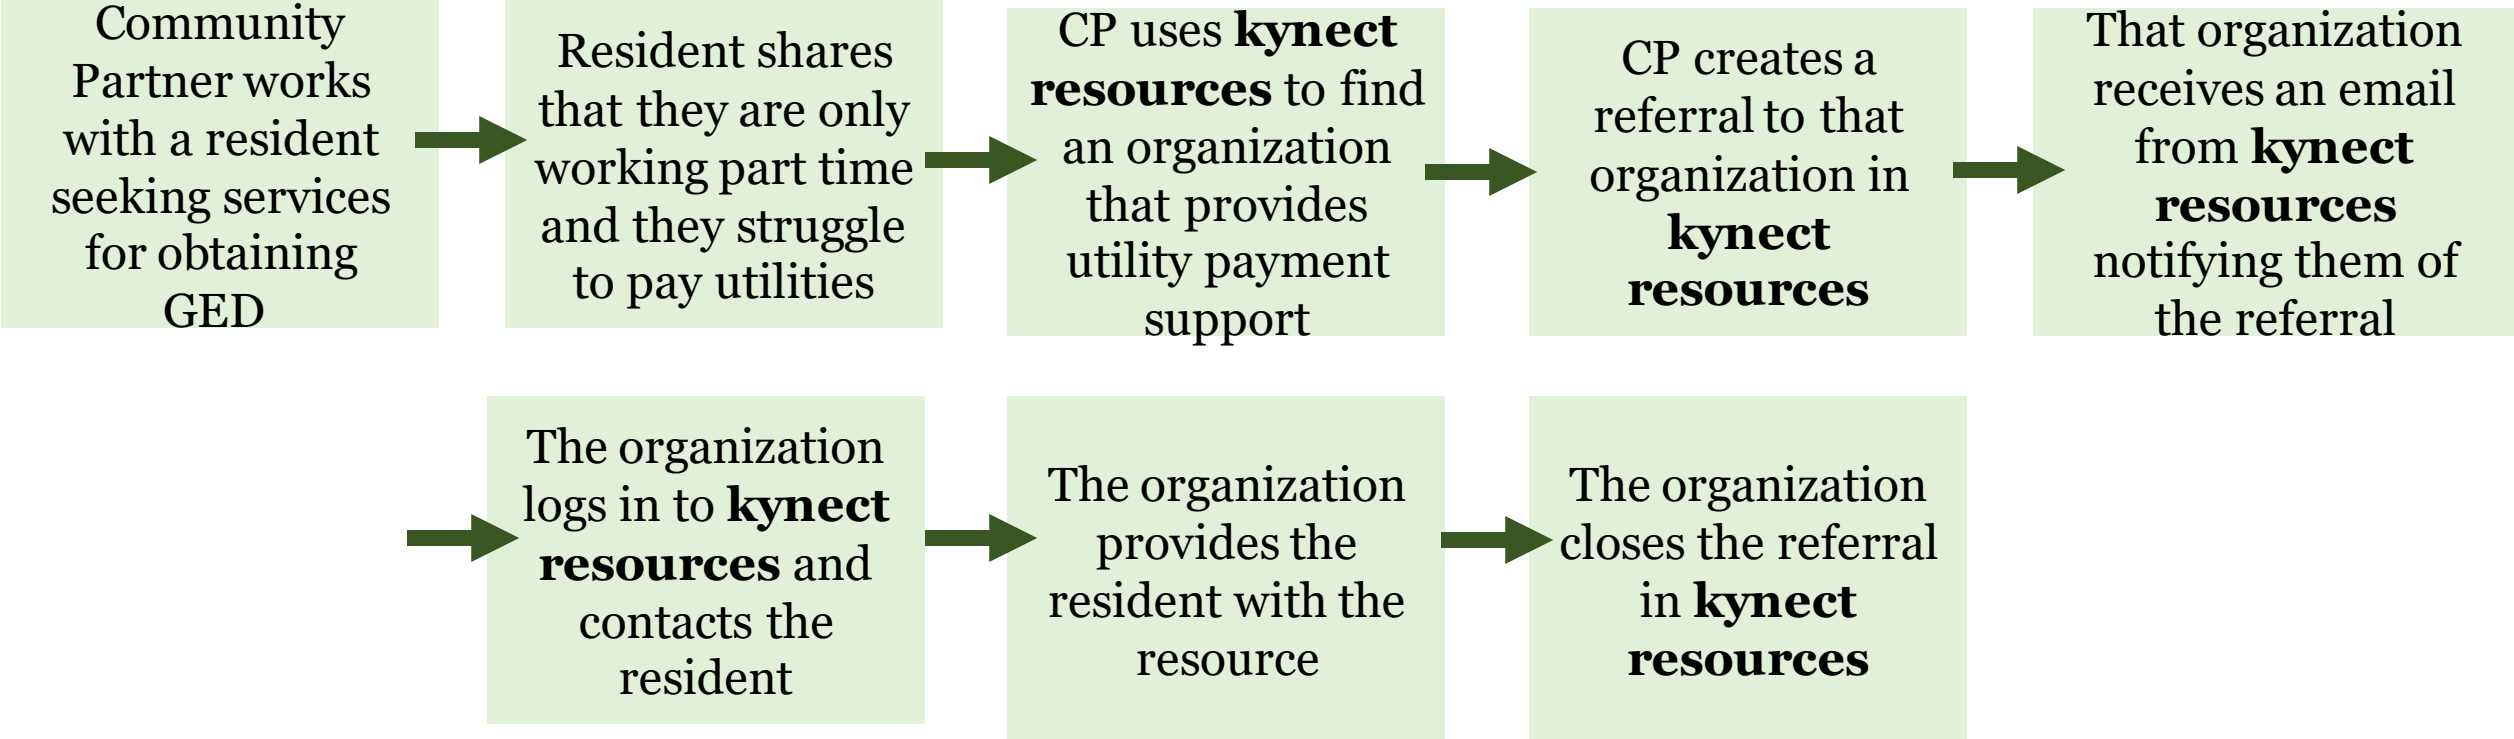 Community
Partner works
with a resident
seeking services
for obtaining
GED
Resident shares
that they are only
working part time
and they struggle
to pay utilities
CP uses kynect
resources to find
an organization
that provides
utility payment
support
CP creates a
referral to that
organization in
kynect
resources
That organization
receives an email
from kynect
resources
notifying them of
the referral
The organization
logs in to kynect
resources and
contacts the
resident
The organization
provides the
resident with the
resource
The organization
closes the referral
in kynect
resources